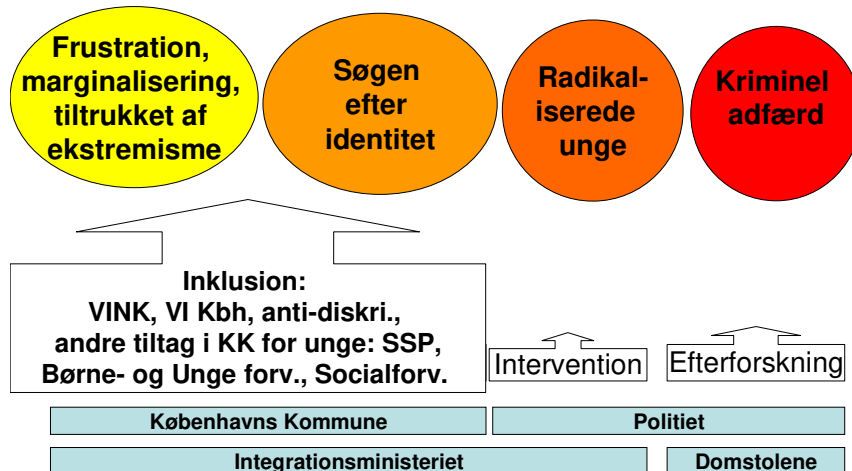 Frustration,
marginalisering,
tiltrukket af
ekstremisme
Søgen
efter
identitet
Radikal-
iserede
unge
Kriminel
adfærd
Inklusion:
VINK, VI Kbh, anti-diskri.,
andre tiltag i KK for unge: SSP,
Børne- og Unge forv., Socialforv.
Intervention
Efterforskning
Københavns Kommune
Politiet
Integrationsministeriet
Domstolene